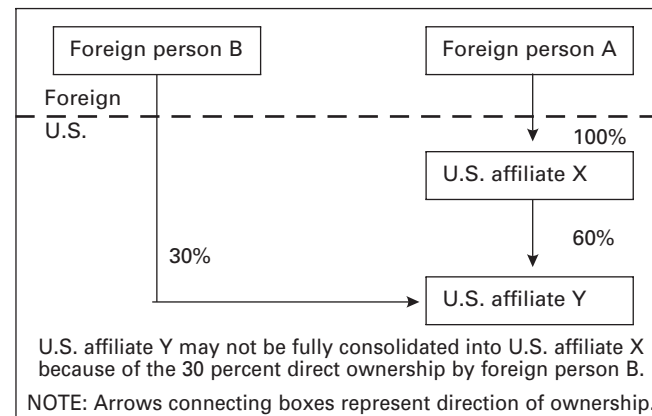 Foreign person B
Foreign person A
Foreign
U.S.
100%
U.S. affiliate X
60%
30%
U.S. affiliate Y
U.S. affiliate Y may not be fully consolidated into U.S. affiliate X
because of the 30 percent direct ownership by foreign person B.
NOTE: Arrows connecting boxes represent direction of ownership.